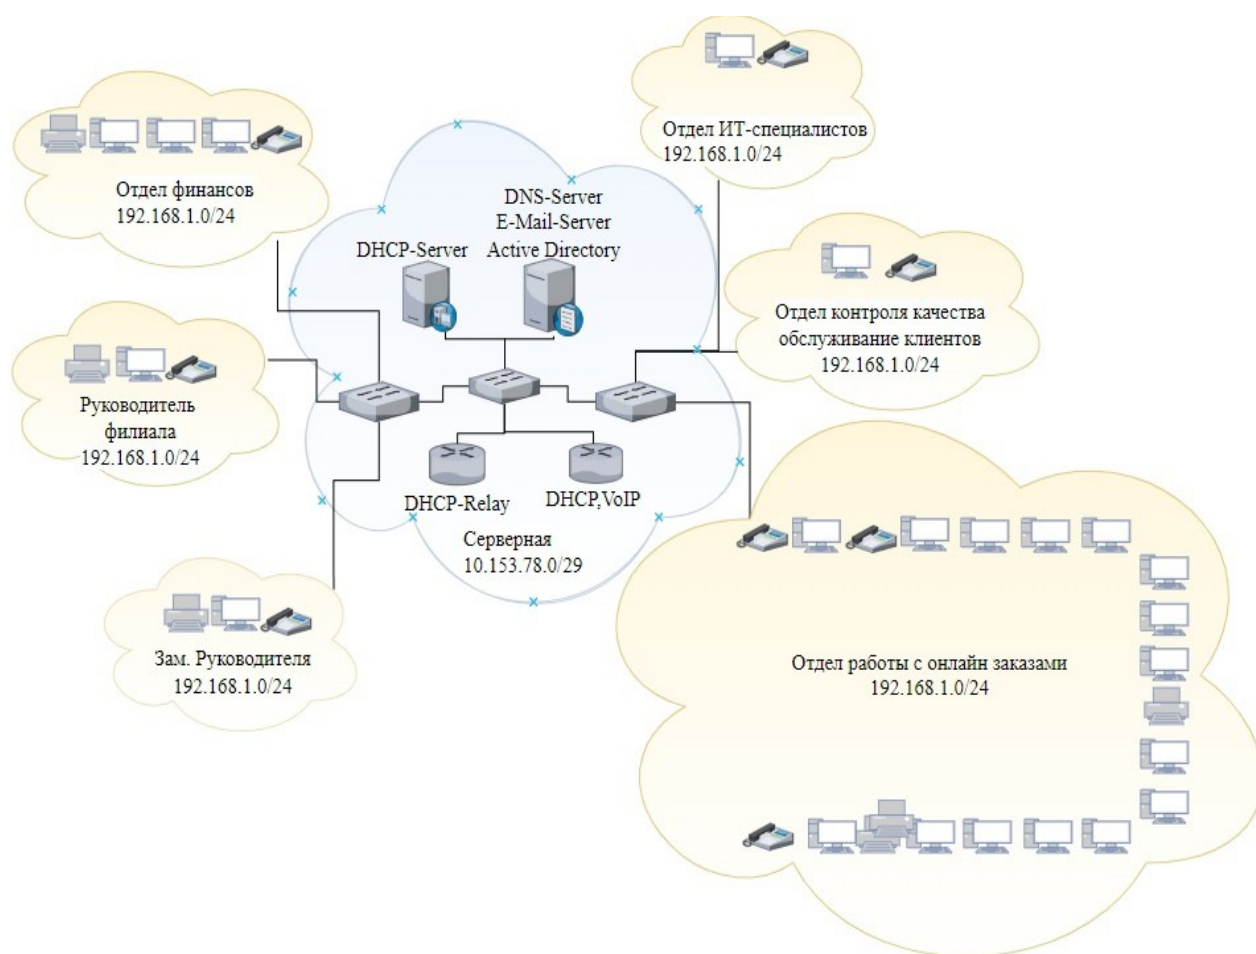 Отдел ИТ-специалистов
192.168.1.0/24
Отдел финансов
192.168.1.0/24
DNS-Server
E-Mail-Server
Active Directory
DHCP-Server
Отдел контроля качества
обслуживание клиентов
192.168.1.0/24
Руководитель
филиала
192.168.1.0/24
DHCP-Relay
DHCP,VoIP
Серверная
10.153.78.0/29
Зам. Руководителя
192.168.1.0/24
Отдел работы с онлайн заказами
192.168.1.0/24